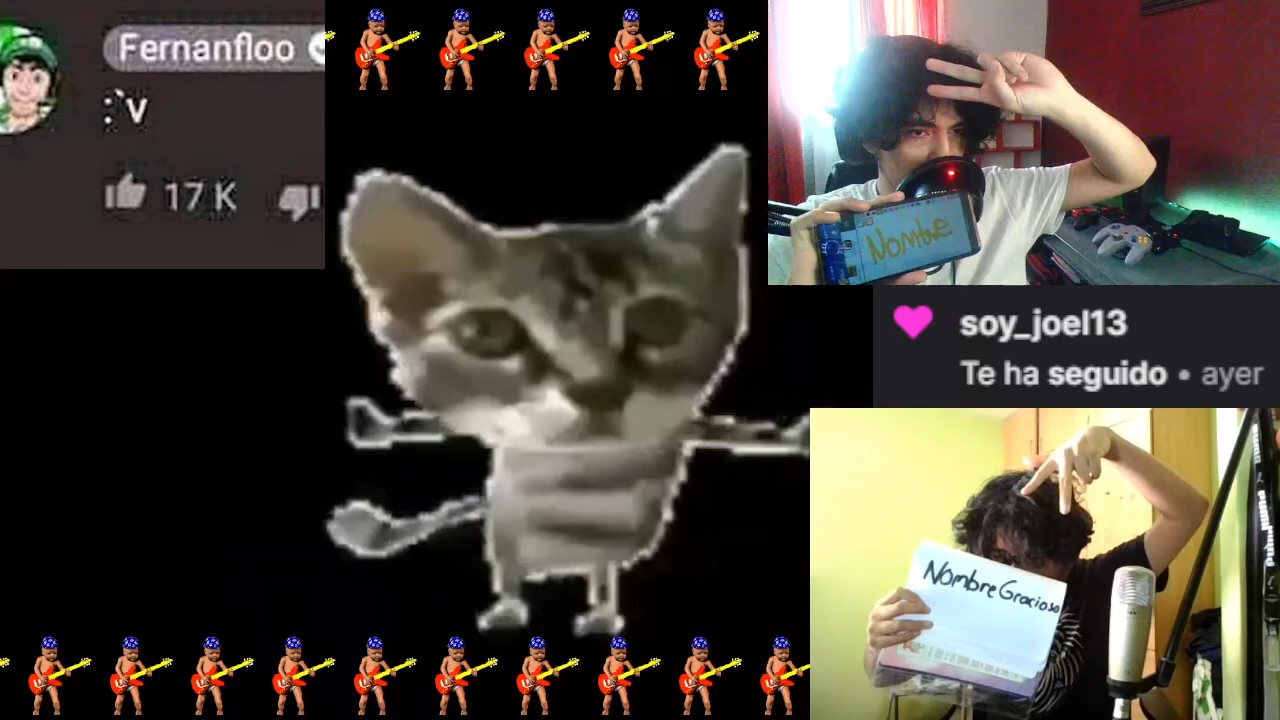 Fernanfloo
:`v
17 K
Nombre
soy_joel13
Te ha seguido • ayer
NombreGracioso